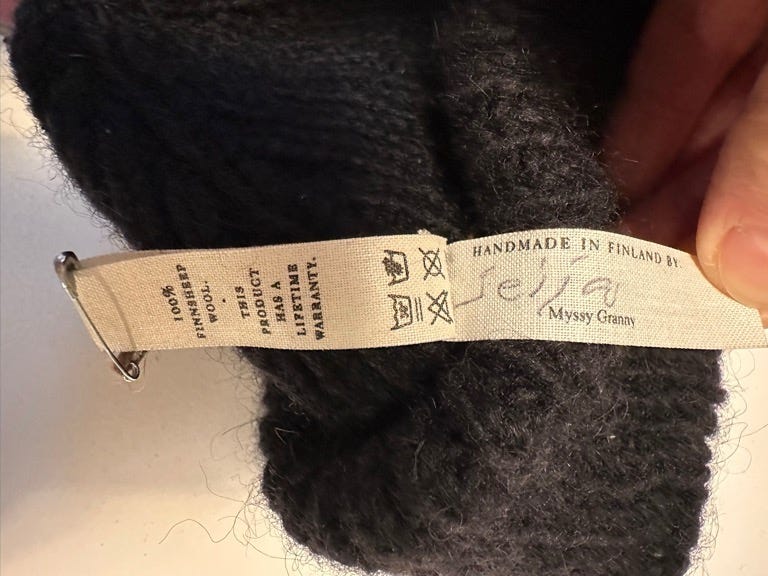 100%
FINNSHEEP
WOOL.
·
THIS
PRODUCT
HAS A
LIFETIME
WARRANTY.
HANDMADE IN FINLAND BY:
Seija
Myssy Granny